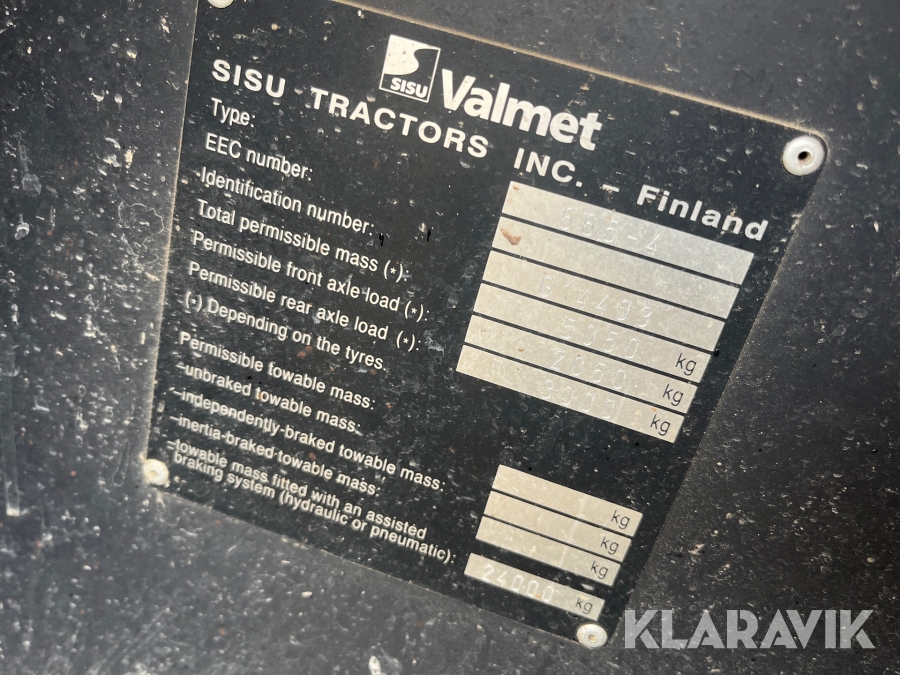 SISU Valmet
SISU TRACTORS INC. – Finland
Type: 865-4
EEC number:
Identification number:
Total permissible mass (*): kg
Permissible front axle load (*): kg
Permissible rear axle load (*): kg
(•) Depending on the tyres.
Permissible towable mass:
–unbraked towable mass: kg
–independently-braked towable mass: kg
–inertia-braked towable mass: kg
–towable mass fitted with an assisted
braking system (hydraulic or pneumatic): 24000 kg
KLARAVIK